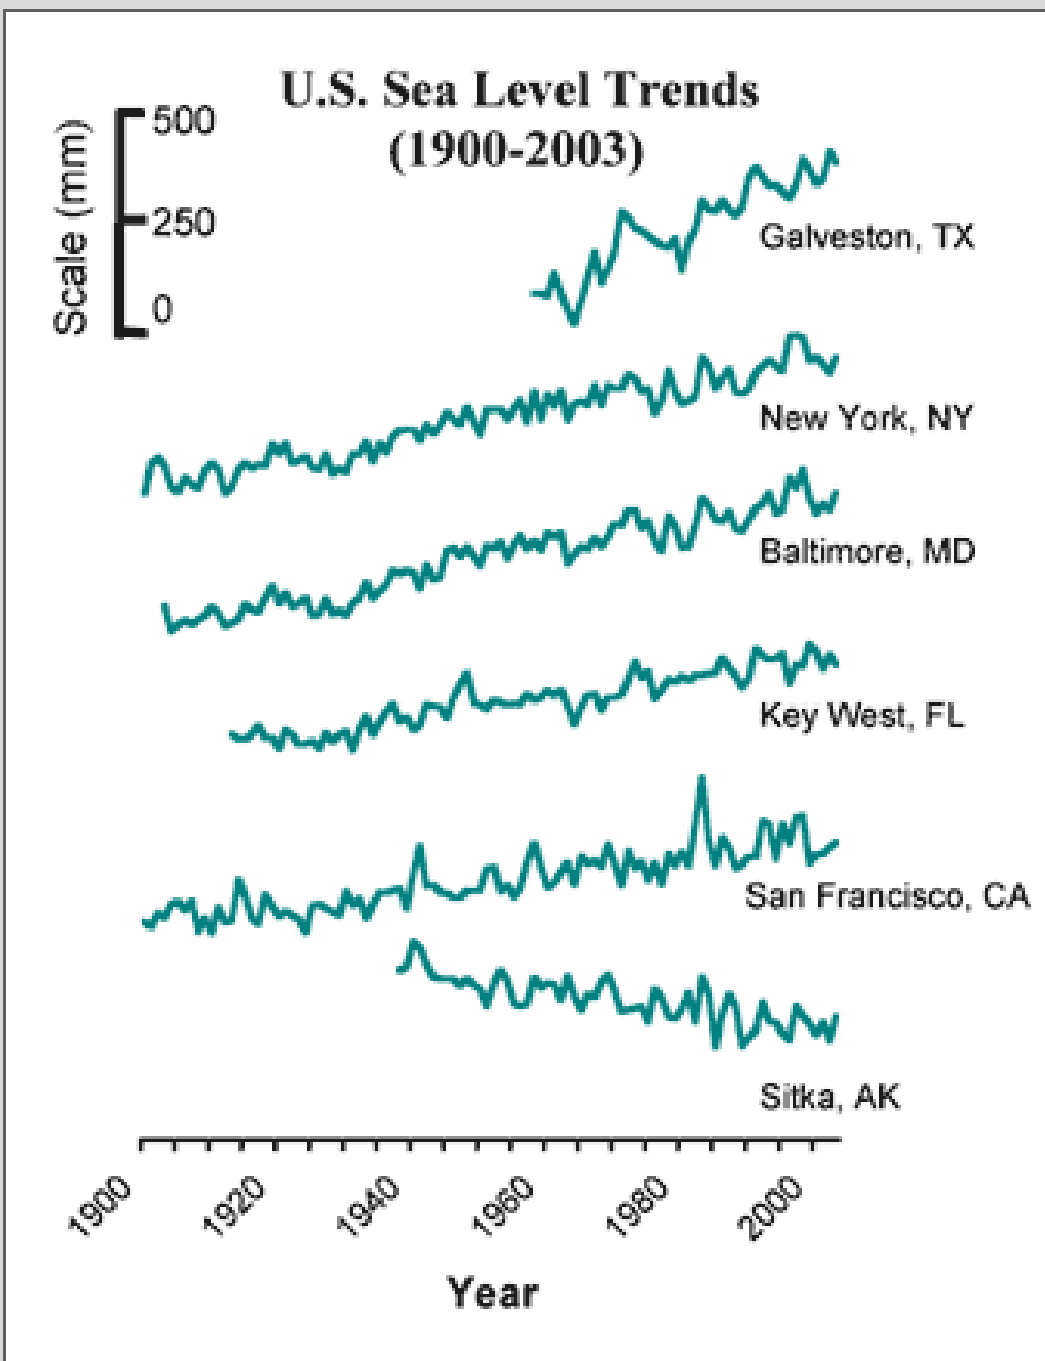 U.S. Sea Level Trends
(1900-2003)
Scale (mm)
500
250
0
Galveston, TX
New York, NY
Baltimore, MD
Key West, FL
San Francisco, CA
Sitka, AK
1900 1920 1940 1960 1980 2000
Year